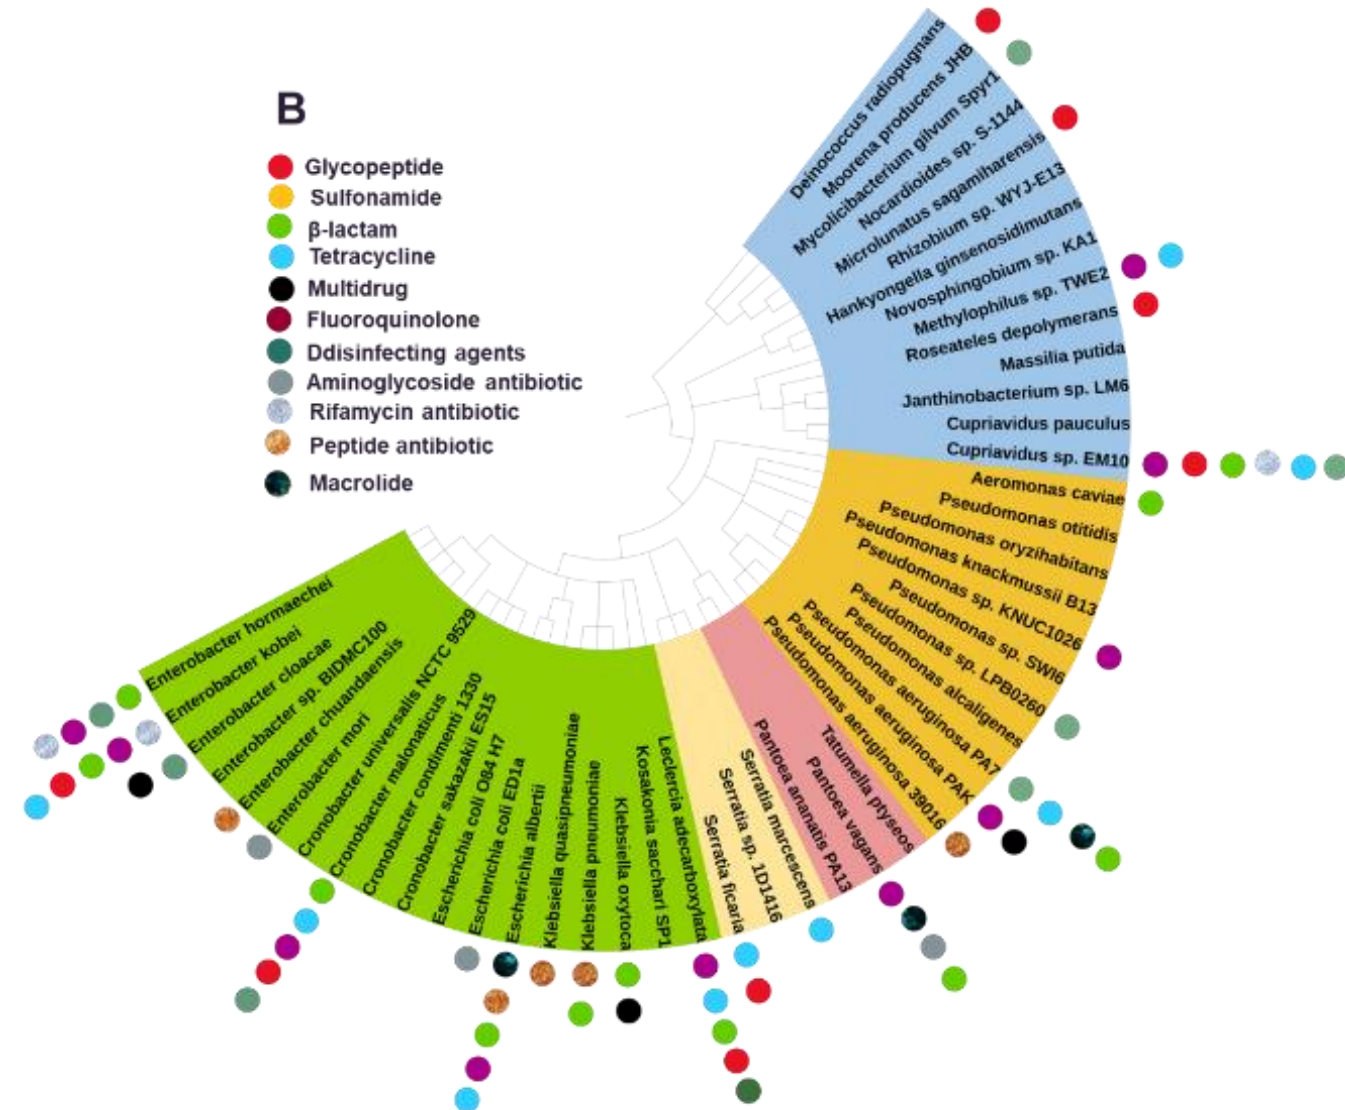 B
Glycopeptide
Sulfonamide
β-lactam
Tetracycline
Multidrug
Fluoroquinolone
Ddisinfecting agents
Aminoglycoside antibiotic
Rifamycin antibiotic
Peptide antibiotic
Macrolide
Deinococcus radiopugnans
Moorena producens JHB
Mycolicibacterium gilvum Spyr1
Nocardioides sp. S-1144
Microlunatus sagamiharensis
Rhizobium sp. WYJ-E13
Hankyongella ginsenosidimutans
Novosphingobium sp. KA1
Methylophilus sp. TWE2
Roseateles depolymerans
Massilia putida
Janthinobacterium sp. LM6
Cupriavidus pauculus
Cupriavidus sp. EM10
Aeromonas caviae
Pseudomonas otitidis
Pseudomonas oryzihabitans
Pseudomonas knackmussii B13
Pseudomonas sp. KNUC1026
Pseudomonas sp. SWI6
Pseudomonas sp. LPB0260
Pseudomonas alcaligenes
Pseudomonas aeruginosa PA7
Pseudomonas aeruginosa PAK
Pseudomonas aeruginosa 39016
Tatumella ptyseos
Pantoea vagans
Pantoea ananatis PA13
Serratia marcescens
Serratia sp. 1D1416
Serratia ficaria
Leclercia adecarboxylata
Kosakonia sacchari SP1
Klebsiella oxytoca
Klebsiella pneumoniae
Klebsiella quasipneumoniae
Escherichia albertii
Escherichia coli ED1a
Escherichia coli O84 H7
Cronobacter sakazakii ES15
Cronobacter condimenti 1330
Cronobacter malonaticus
Cronobacter universalis NCTC 9529
Enterobacter mori
Enterobacter chuandaensis
Enterobacter sp. BIDMC100
Enterobacter cloacae
Enterobacter kobei
Enterobacter hormaechei